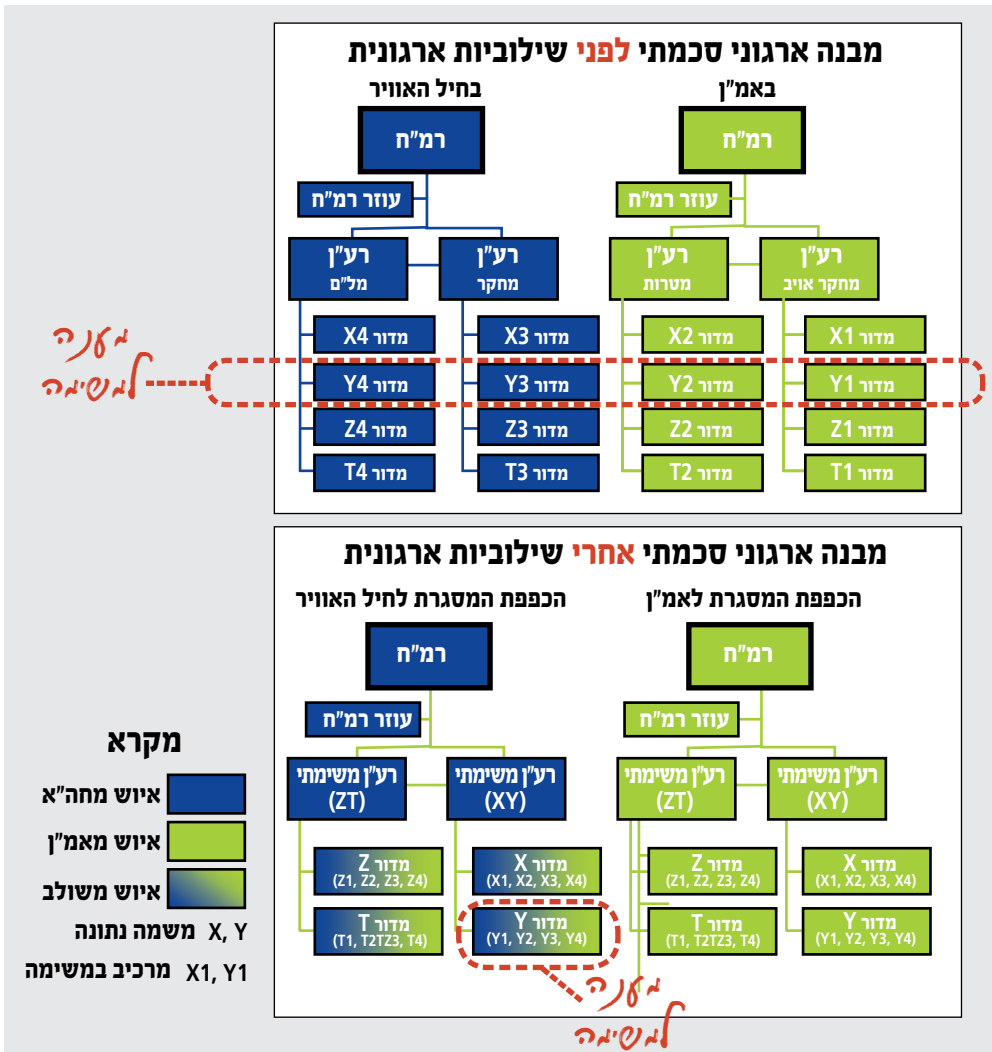 מבנה ארגוני סכמתי לפני שילוביות ארגונית
באמ"ן
בחיל האוויר
רמ"ח
רמ"ח
עוזר רמ"ח
עוזר רמ"ח
רע"ן
מחקר אויב
רע"ן
מטרות
רע"ן
מחקר
רע"ן
מל"ם
מדור X1
מדור X2
מדור X3
מדור X4
מדור Y1
מדור Y2
מדור Y3
מדור Y4
מדור Z1
מדור Z2
מדור Z3
מדור Z4
מדור T1
מדור T2
מדור T3
מדור T4
מענה
למשימה
מבנה ארגוני סכמתי אחרי שילוביות ארגונית
הכפפת המסגרת לאמ"ן
הכפפת המסגרת לחיל האוויר
רמ"ח
רמ"ח
עוזר רמ"ח
עוזר רמ"ח
רע"ן משימתי
(XY)
רע"ן משימתי
(ZT)
רע"ן משימתי
(XY)
רע"ן משימתי
(ZT)
מדור X
(X1, X2, X3, X4)
מדור Z
(Z1, Z2, Z3, Z4)
מדור X
(X1, X2, X3, X4)
מדור Z
(Z1, Z2, Z3, Z4)
מדור Y
(Y1, Y2, Y3, Y4)
מדור T
(T1, T2TZ3, T4)
מדור Y
(Y1, Y2, Y3, Y4)
מדור T
(T1, T2TZ3, T4)
מענה
למשימה
מקרא
איוש מחה"א
איוש מאמ"ן
איוש משולב
X, Y משמה נתונה
X1, Y1 מרכיב במשימה